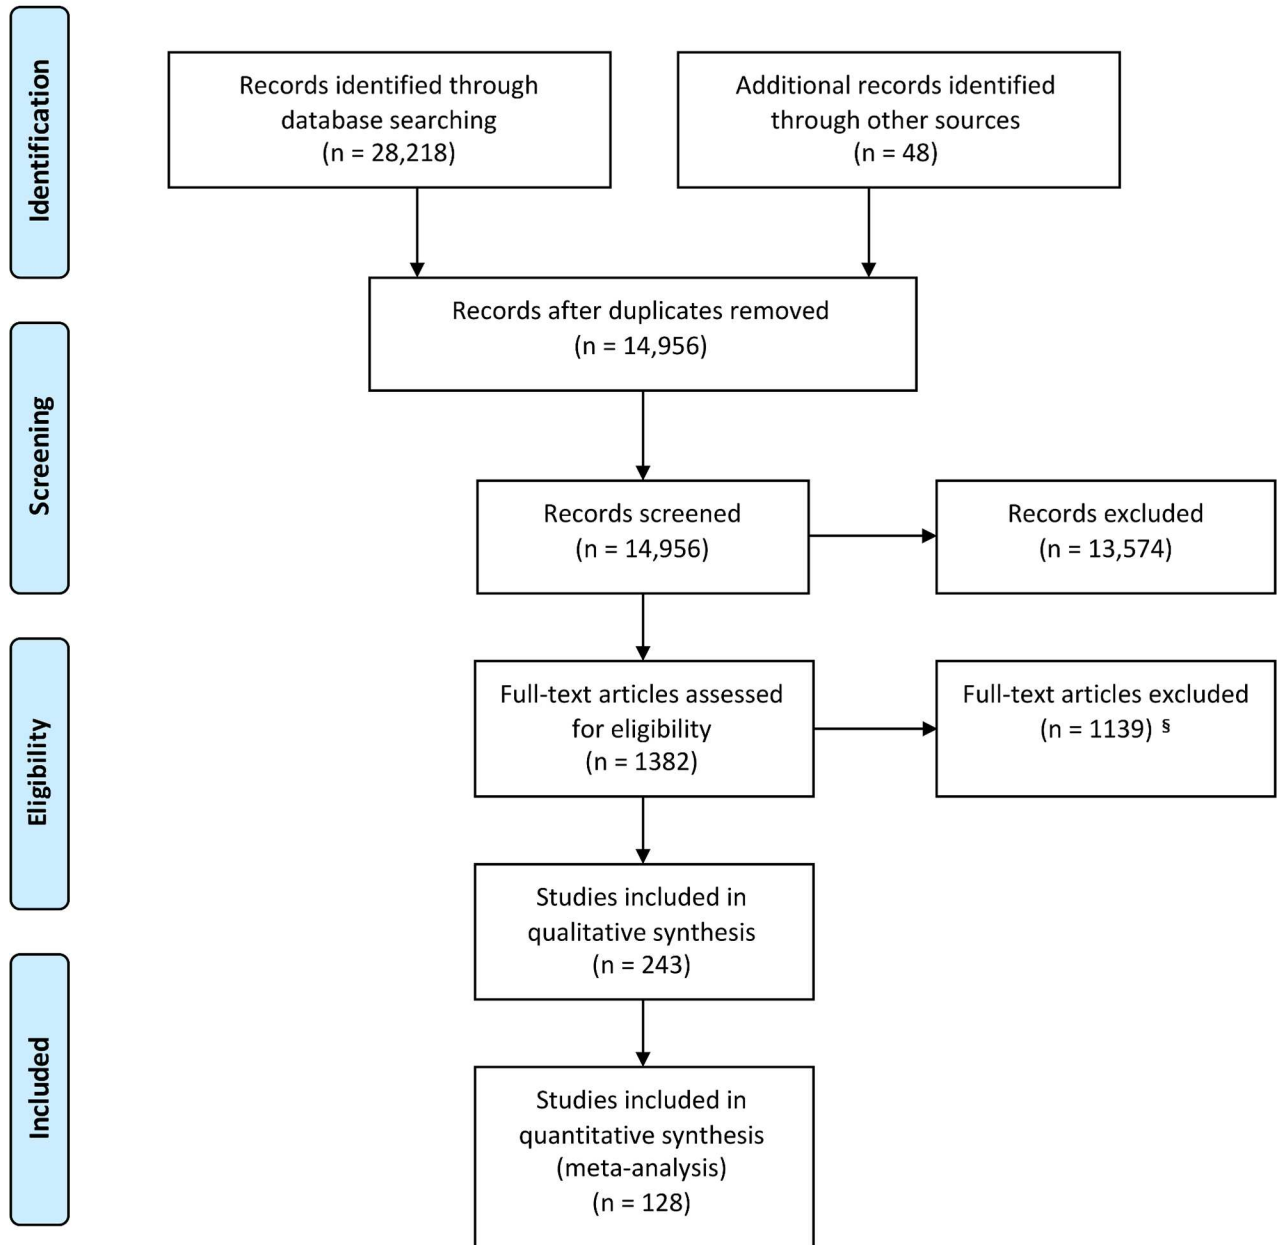 Identification
Records identified through
database searching
(n = 28,218)
Additional records identified
through other sources
(n = 48)
Records after duplicates removed
(n = 14,956)
Screening
Records screened
(n = 14,956)
Records excluded
(n = 13,574)
Eligibility
Full-text articles assessed
for eligibility
(n = 1382)
Full-text articles excluded
(n = 1139) §
Studies included in
qualitative synthesis
(n = 243)
Included
Studies included in
quantitative synthesis
(meta-analysis)
(n = 128)